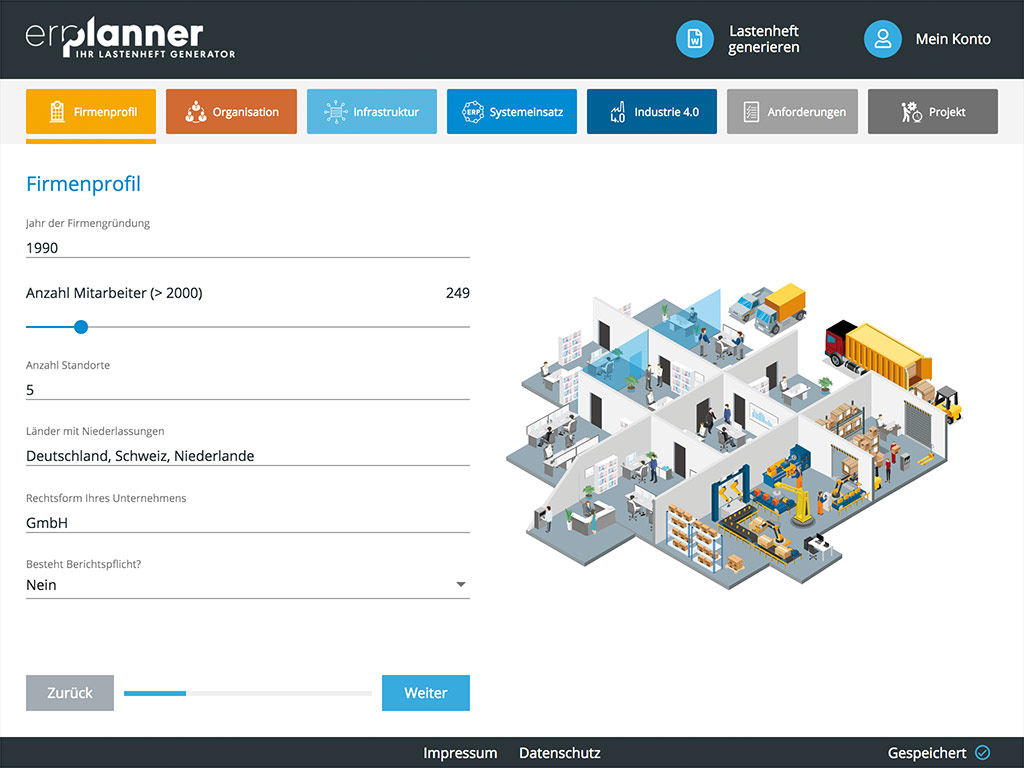 erplanner
IHR LASTENHEFT GENERATOR
Lastenheft
generieren
Mein Konto
Firmenprofil
Organisation
Infrastruktur
ERP
Systemeinsatz
4.0
Industrie 4.0
Anforderungen
Projekt
Firmenprofil
Jahr der Firmengründung
1990
Anzahl Mitarbeiter (> 2000)
249
Anzahl Standorte
5
Länder mit Niederlassungen
Deutschland, Schweiz, Niederlande
Rechtsform Ihres Unternehmens
GmbH
Besteht Berichtspflicht?
Nein
Zurück
Weiter
Impressum
Datenschutz
Gespeichert